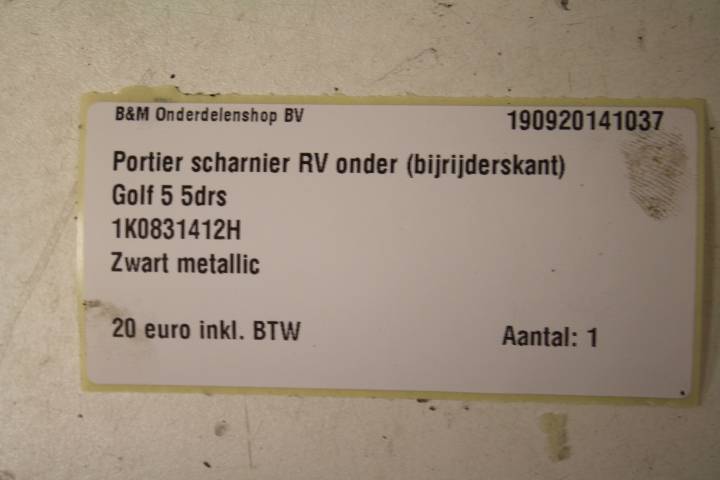 B&M Onderdelenshop BV 190920141037
Portier scharnier RV onder (bijrijderskant)
Golf 5 5drs
1K0831412H
Zwart metallic
20 euro inkl. BTW Aantal: 1